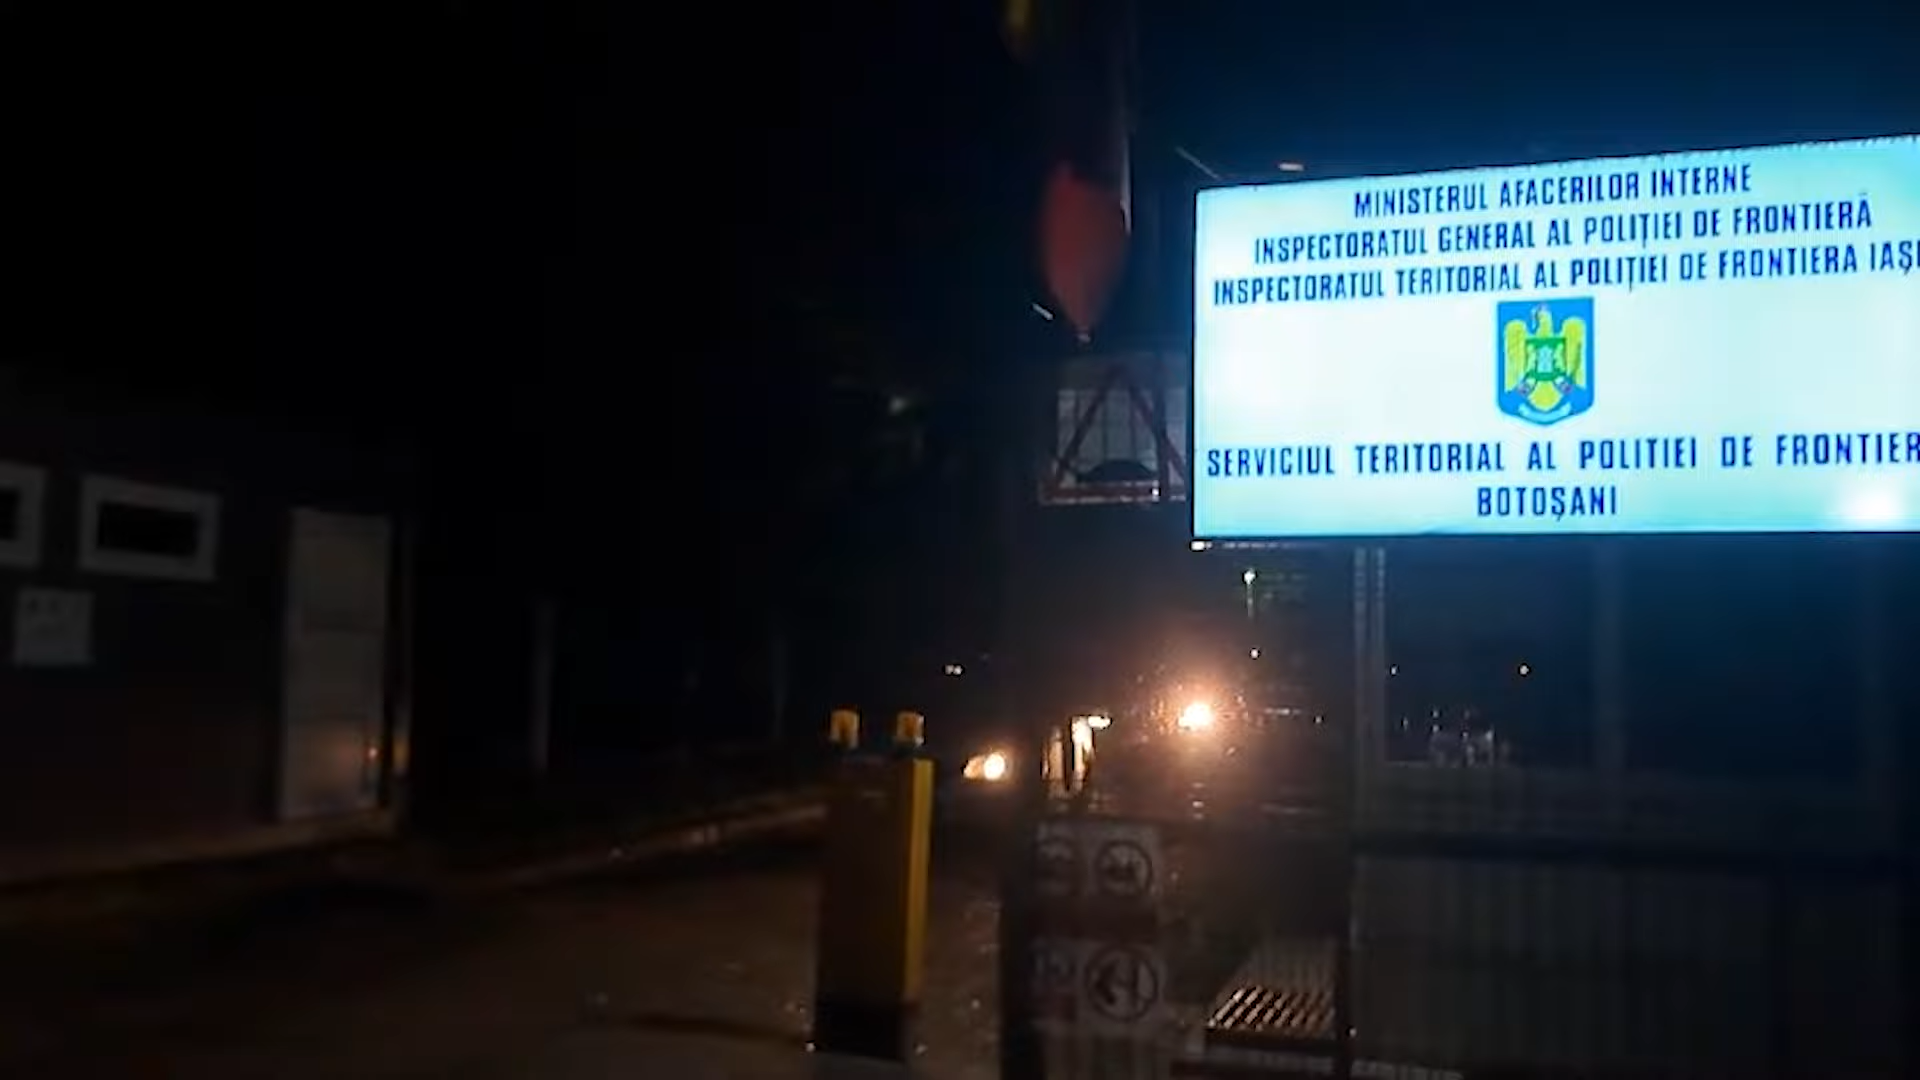 MINISTERUL AFACERILOR INTERNE
INSPECTORATUL GENERAL AL POLIȚIEI DE FRONTIERĂ
INSPECTORATUL TERITORIAL AL POLIȚIEI DE FRONTIERA IAȘI
SERVICIUL TERITORIAL AL POLITIEI DE FRONTIER
BOTOȘANI